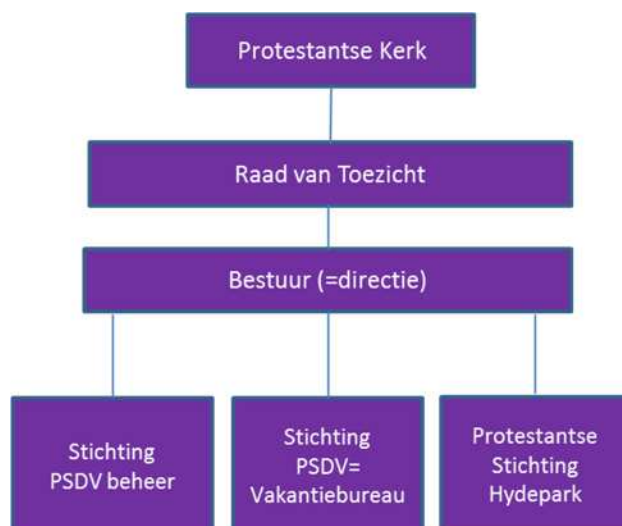 Protestantse Kerk
Raad van Toezicht
Bestuur (=directie)
Stichting
PSDV beheer
Stichting
PSDV=
Vakantiebureau
Protestantse
Stichting
Hydepark